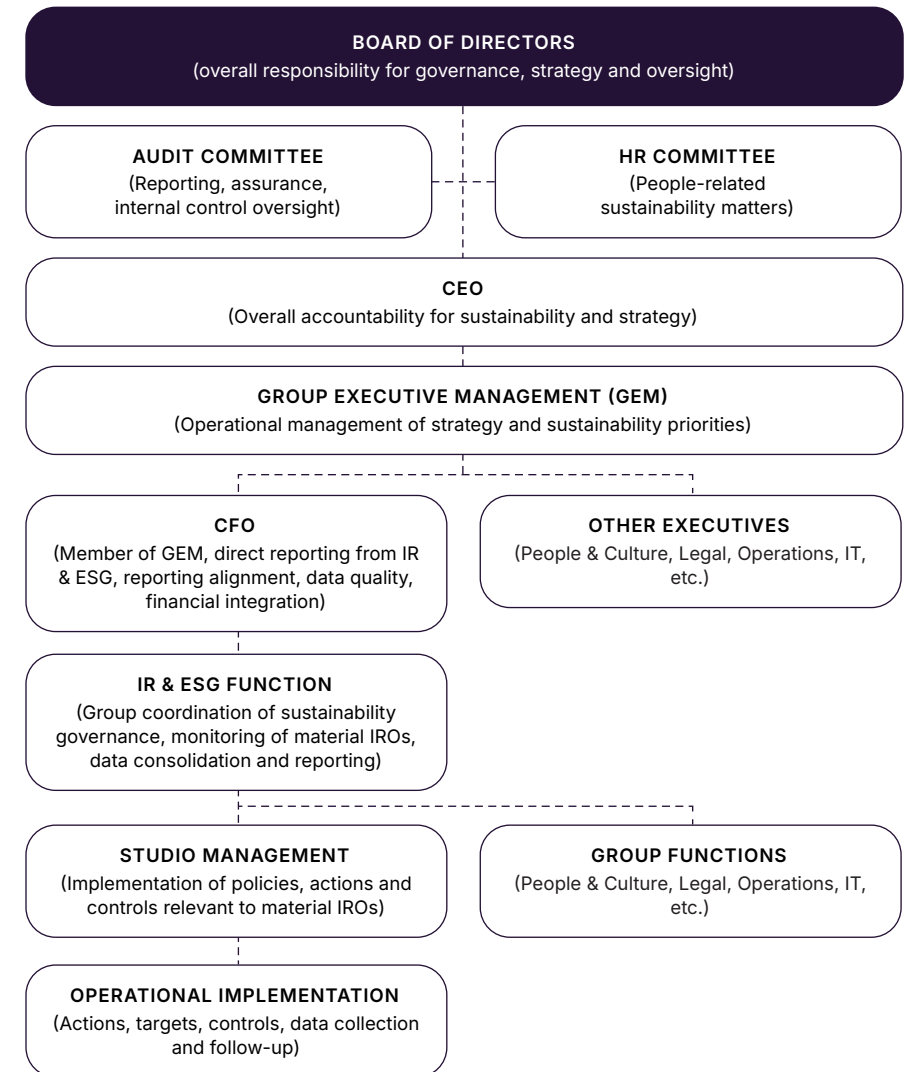 BOARD OF DIRECTORS
(overall responsibility for governance, strategy and oversight)
AUDIT COMMITTEE
(Reporting, assurance,
internal control oversight)
HR COMMITTEE
(People-related
sustainability matters)
CEO
(Overall accountability for sustainability and strategy)
GROUP EXECUTIVE MANAGEMENT (GEM)
(Operational management of strategy and sustainability priorities)
CFO
(Member of GEM, direct reporting from IR
& ESG, reporting alignment, data quality,
financial integration)
OTHER EXECUTIVES
(People & Culture, Legal, Operations, IT,
etc.)
IR & ESG FUNCTION
(Group coordination of sustainability
governance, monitoring of material IROs,
data consolidation and reporting)
STUDIO MANAGEMENT
(Implementation of policies, actions and
controls relevant to material IROs)
GROUP FUNCTIONS
(People & Culture, Legal, Operations, IT,
etc.)
OPERATIONAL IMPLEMENTATION
(Actions, targets, controls, data collection
and follow-up)